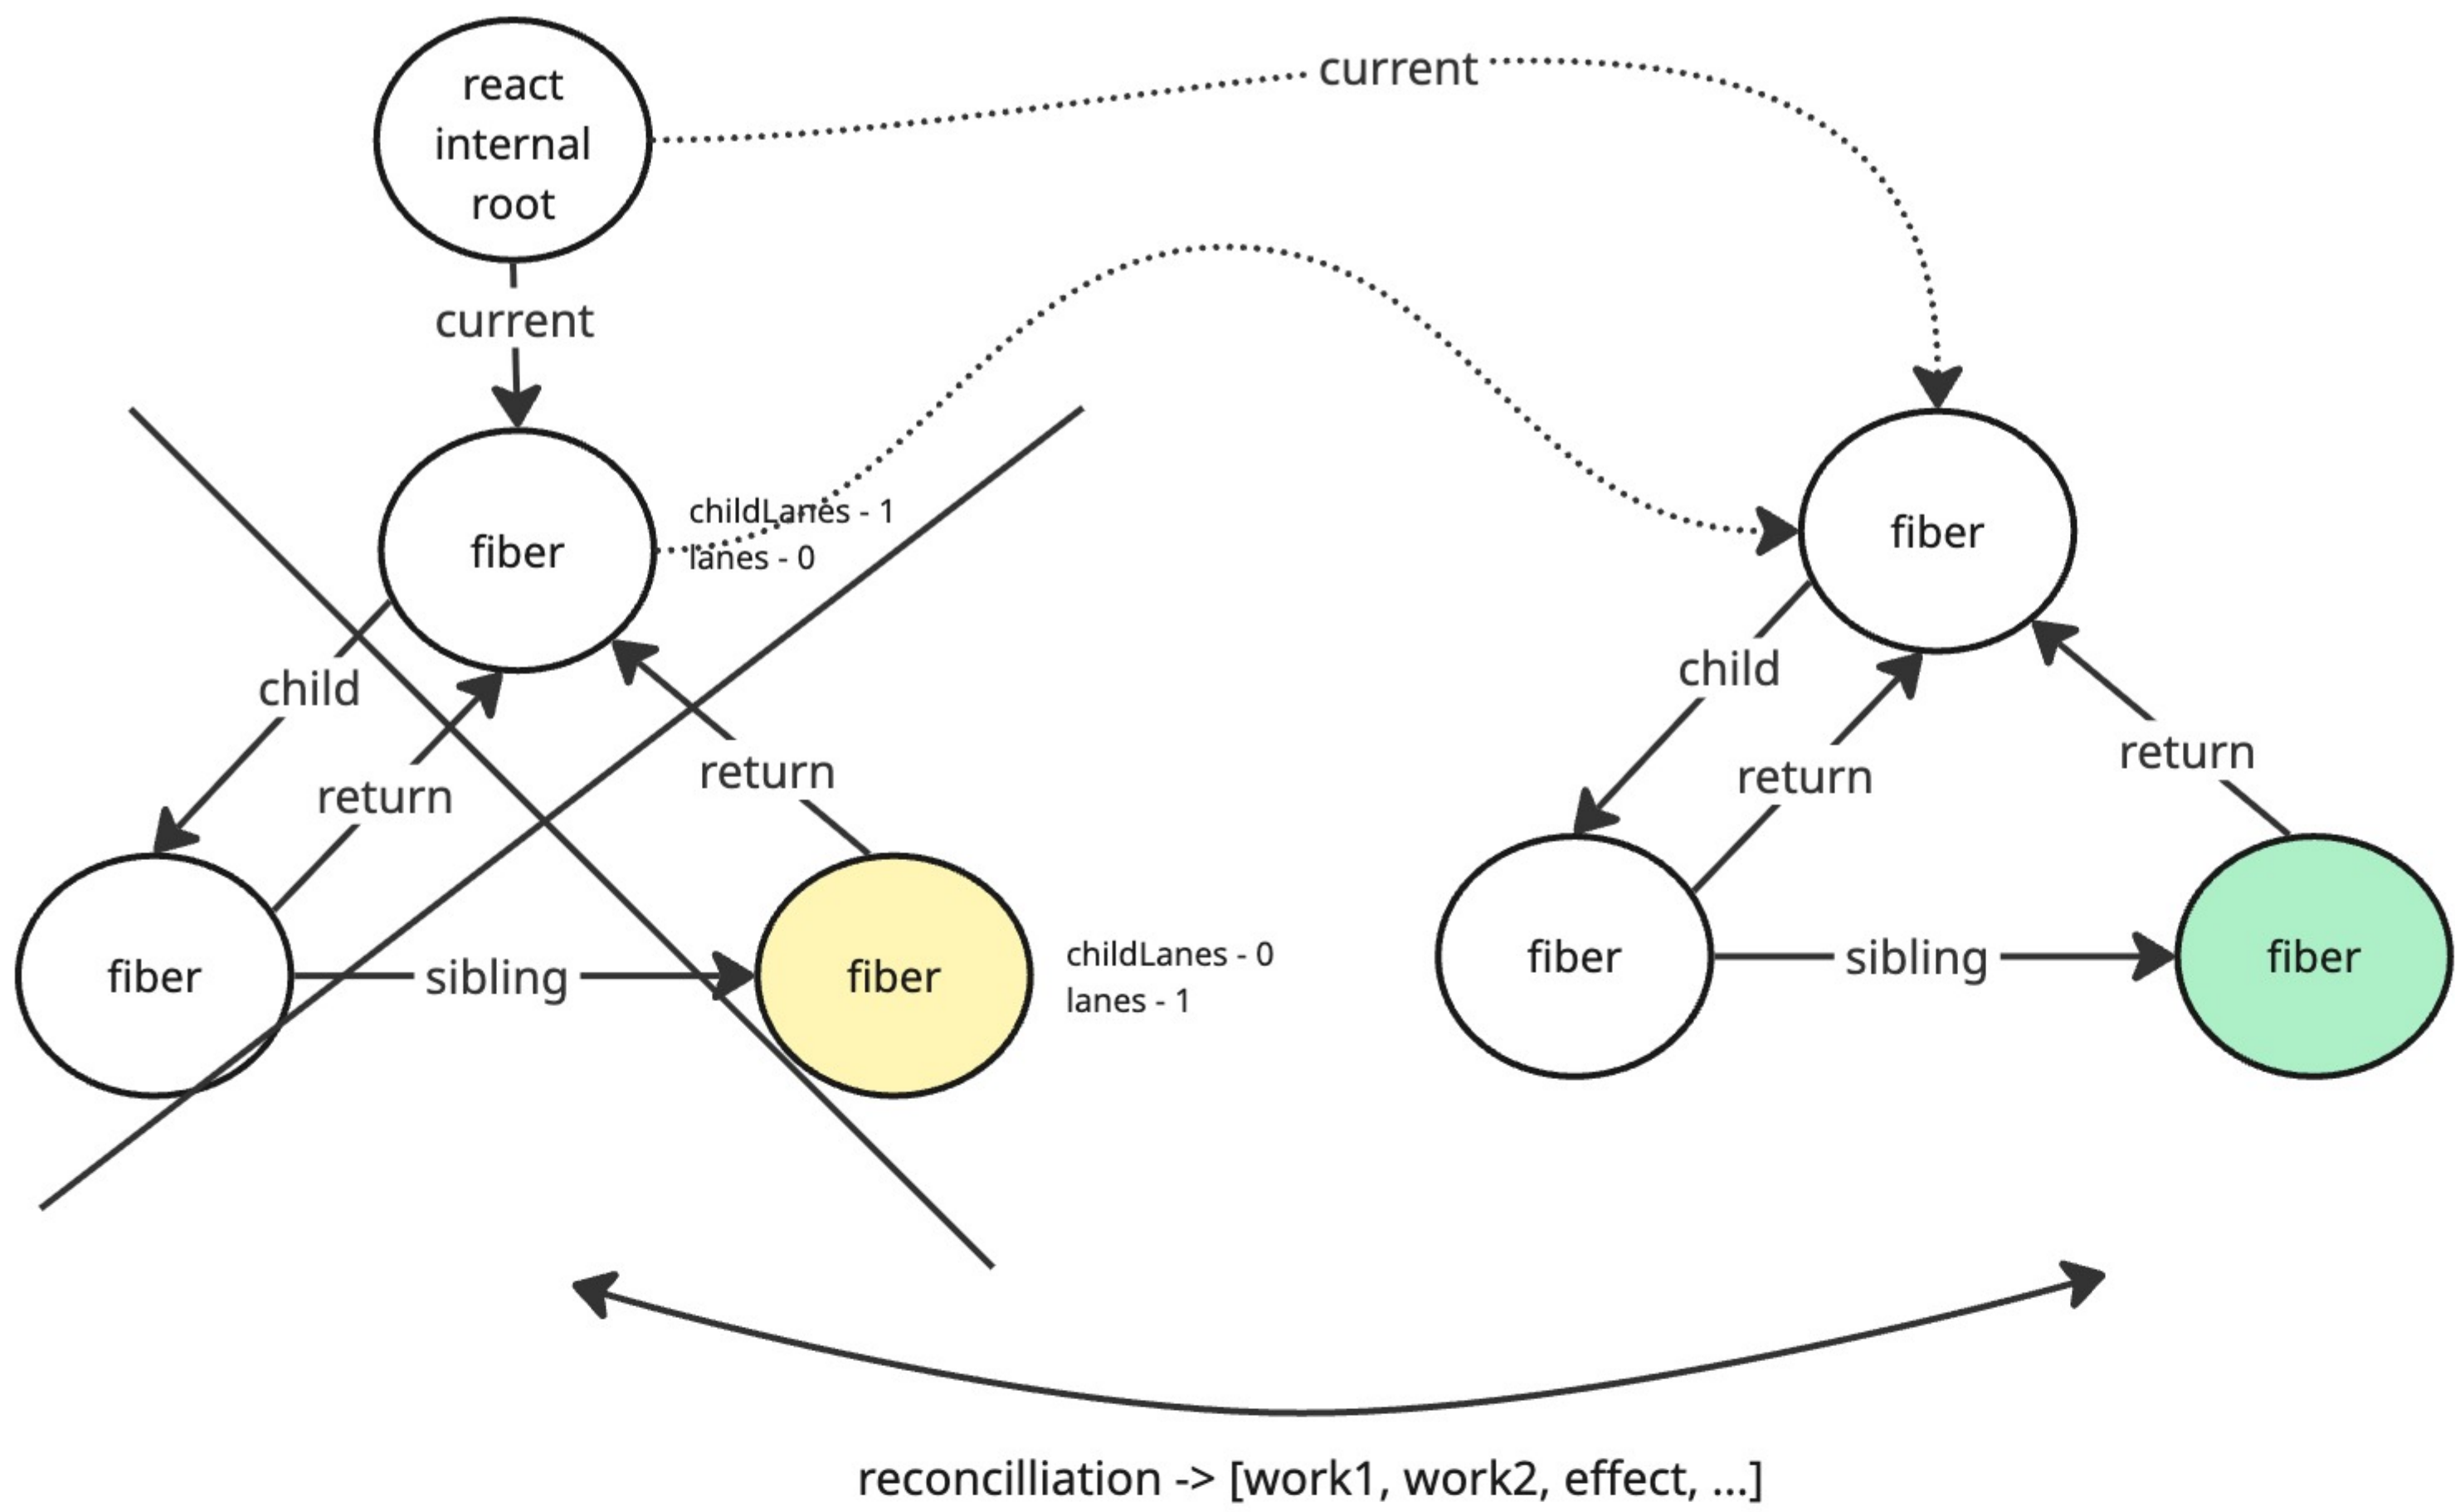 react
internal
root
current
current
fiber
childLanes - 1
lanes - 0
child
return
return
fiber
sibling
fiber
childLanes - 0
lanes - 1
fiber
child
return
return
fiber
sibling
fiber
reconcilliation -> [work1, work2, effect, ...]